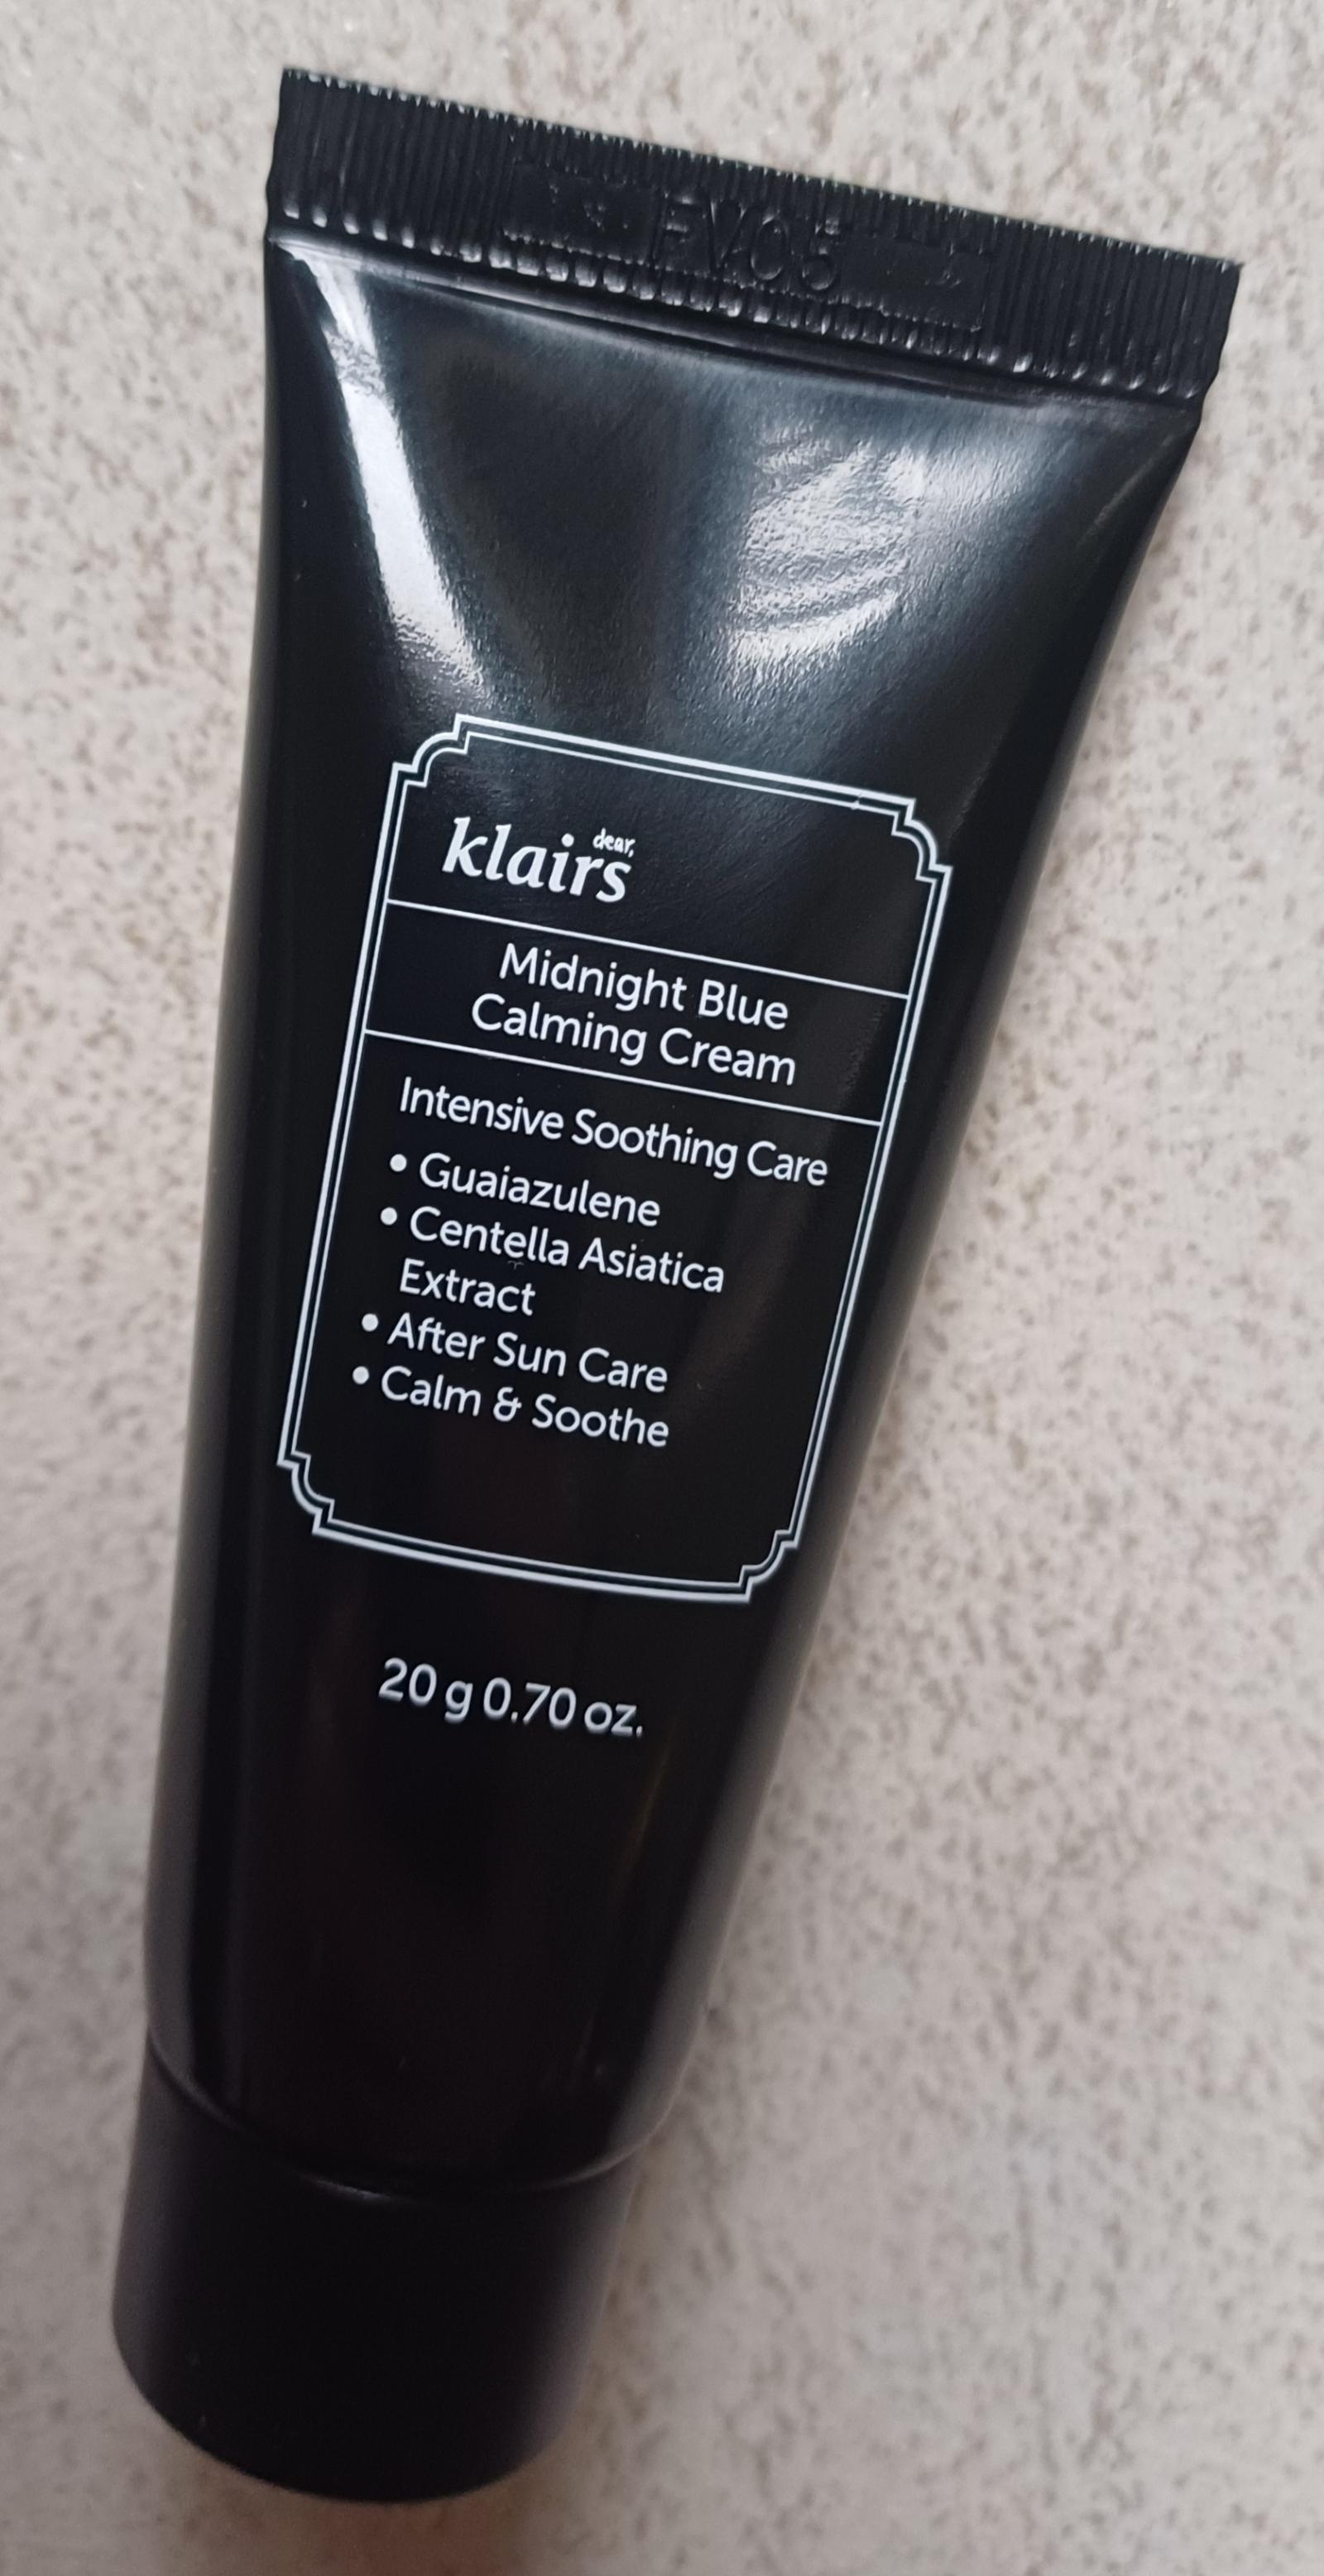 FV05
dear,
klairs
Midnight Blue
Calming Cream
Intensive Soothing Care
• Guaiazulene
• Centella Asiatica
Extract
• After Sun Care
• Calm & Soothe
20 g 0.70 oz.